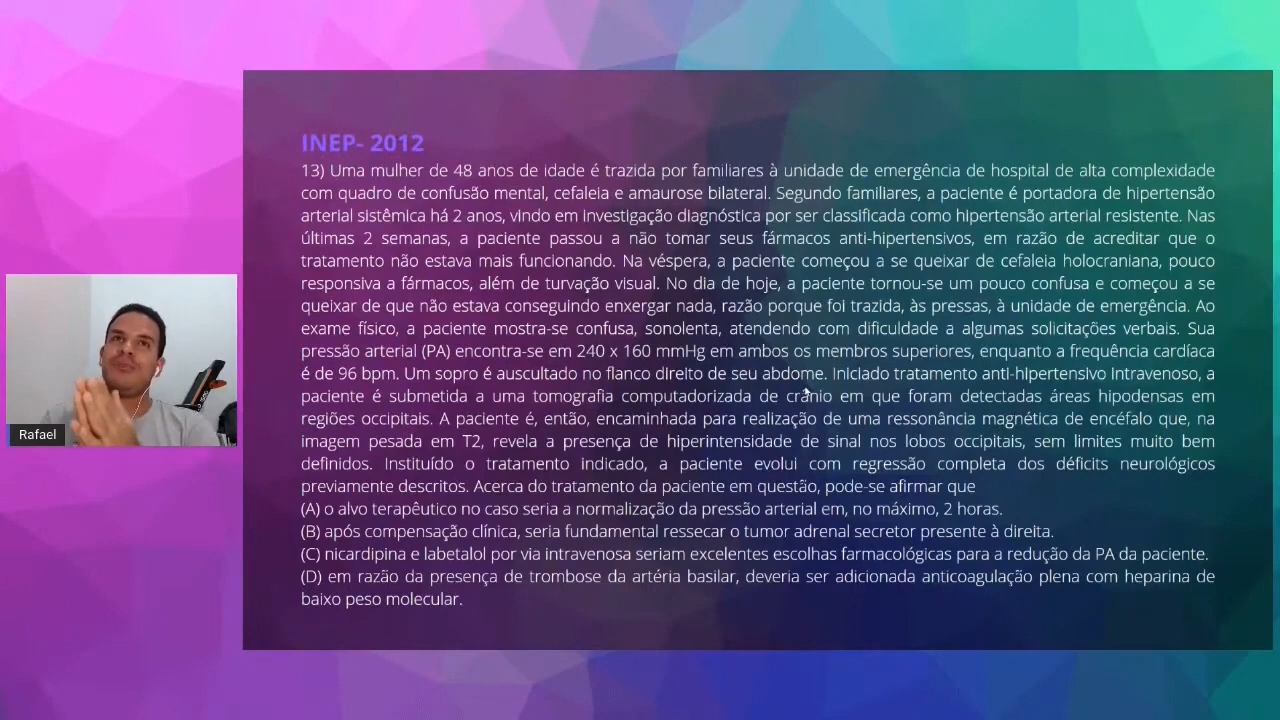 INEP- 2012
13) Uma mulher de 48 anos de idade é trazida por familiares à unidade de emergência de hospital de alta complexidade
com quadro de confusão mental, cefaleia e amaurose bilateral. Segundo familiares, a paciente é portadora de hipertensão
arterial sistêmica há 2 anos, vindo em investigação diagnóstica por ser classificada como hipertensão arterial resistente. Nas
últimas 2 semanas, a paciente passou a não tomar seus fármacos anti-hipertensivos, em razão de acreditar que o
tratamento não estava mais funcionando. Na véspera, a paciente começou a se queixar de cefaleia holocraniana, pouco
responsiva a fármacos, além de turvação visual. No dia de hoje, a paciente tornou-se um pouco confusa e começou a se
queixar de que não estava conseguindo enxergar nada, razão porque foi trazida, às pressas, à unidade de emergência. Ao
exame físico, a paciente mostra-se confusa, sonolenta, atendendo com dificuldade a algumas solicitações verbais. Sua
pressão arterial (PA) encontra-se em 240 x 160 mmHg em ambos os membros superiores, enquanto a frequência cardíaca
é de 96 bpm. Um sopro é auscultado no flanco direito de seu abdome. Iniciado tratamento anti-hipertensivo intravenoso, a
paciente é submetida a uma tomografia computadorizada de crânio em que foram detectadas áreas hipodensas em
regiões occipitais. A paciente é, então, encaminhada para realização de uma ressonância magnética de encéfalo que, na
imagem pesada em T2, revela a presença de hiperintensidade de sinal nos lobos occipitais, sem limites muito bem
definidos. Instituído o tratamento indicado, a paciente evolui com regressão completa dos déficits neurológicos
previamente descritos. Acerca do tratamento da paciente em questão, pode-se afirmar que
(A) o alvo terapêutico no caso seria a normalização da pressão arterial em, no máximo, 2 horas.
(B) após compensação clínica, seria fundamental ressecar o tumor adrenal secretor presente à direita.
(C) nicardipina e labetalol por via intravenosa seriam excelentes escolhas farmacológicas para a redução da PA da paciente.
(D) em razão da presença de trombose da artéria basilar, deveria ser adicionada anticoagulação plena com heparina de
baixo peso molecular.
Rafael